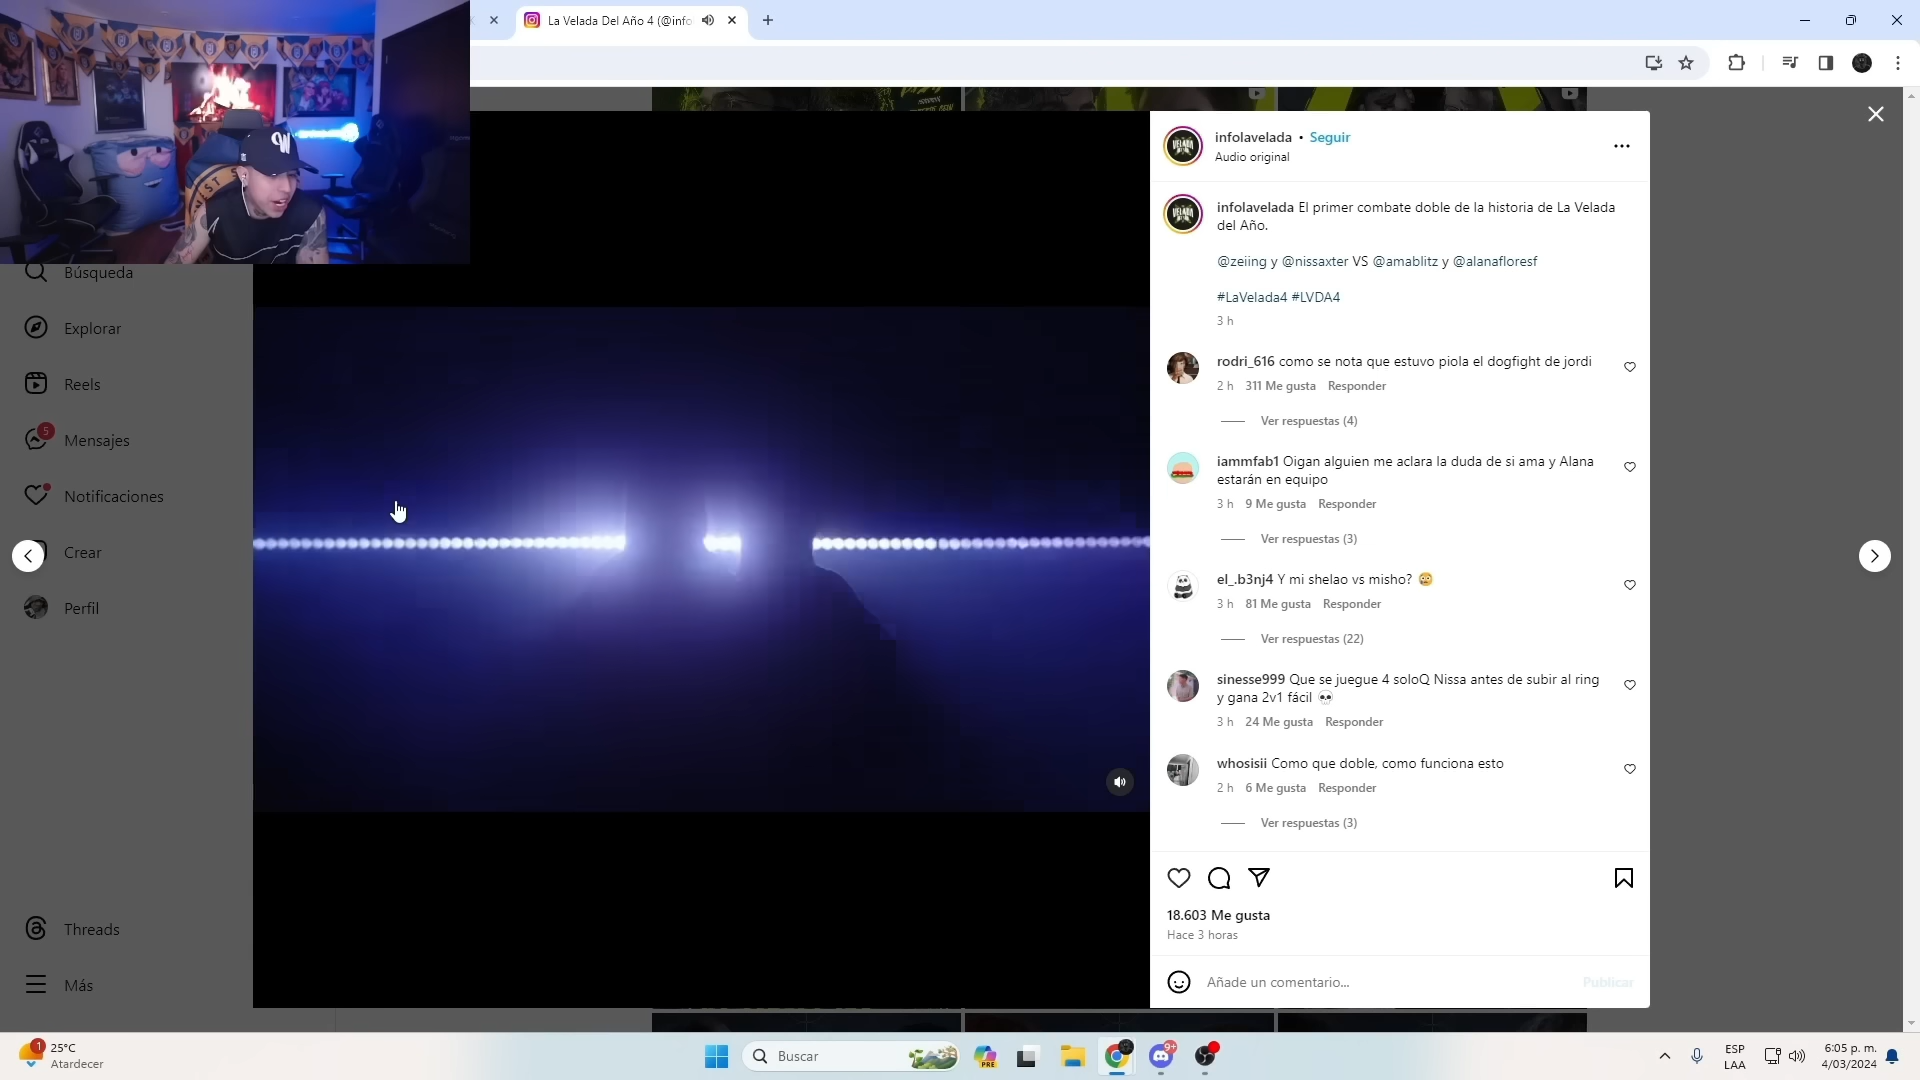 La Velada Del Año 4 (@info
Búsqueda
Explorar
Reels
5
Mensajes
Notificaciones
Crear
Perfil
Threads
Más
infolavelada • Seguir
Audio original
infolavelada El primer combate doble de la historia de La Velada
del Año.
@zeiing y @nissaxter VS @amablitz y @alanafloresf
#LaVelada4 #LVDA4
3 h
rodri_616 como se nota que estuvo piola el dogfight de jordi
2 h 311 Me gusta Responder
Ver respuestas (4)
iammfab1 Oigan alguien me aclara la duda de si ama y Alana
estarán en equipo
3 h 9 Me gusta Responder
Ver respuestas (3)
el_.b3nj4 Y mi shelao vs misho? 😳
3 h 81 Me gusta Responder
Ver respuestas (22)
sinesse999 Que se juegue 4 soloQ Nissa antes de subir al ring
y gana 2v1 fácil 💀
3 h 24 Me gusta Responder
whosisii Como que doble, como funciona esto
2 h 6 Me gusta Responder
Ver respuestas (3)
18.603 Me gusta
Hace 3 horas
Añade un comentario...
Publicar
1
25°C
Atardecer
Buscar
PRE
9+
ESP
LAA
6:05 p. m.
4/03/2024